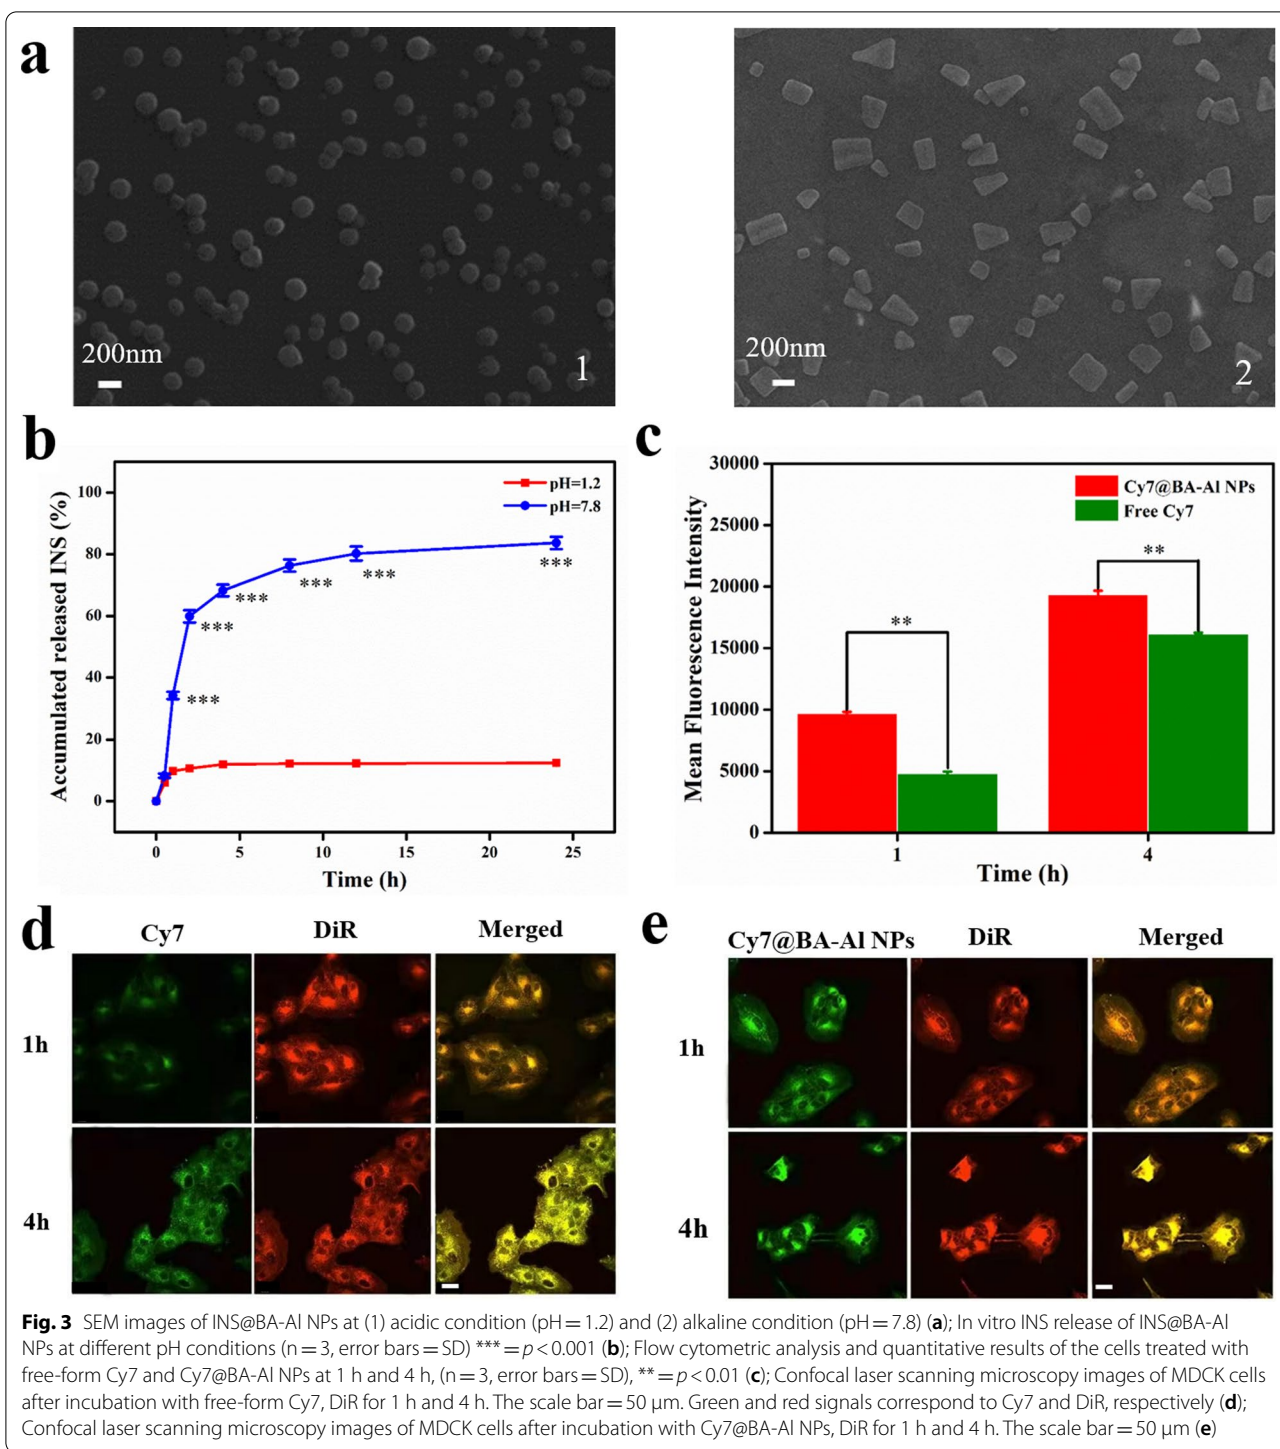 a
200nm
1
200nm
2
b
Accumulated released INS (%)
100
80
60
40
20
0
pH=1.2
pH=7.8
***
***
***
***
***
***
0
5
10
15
20
25
Time (h)
c
Mean Fluorescence Intensity
30000
25000
20000
15000
10000
5000
0
Cy7@BA-Al NPs
Free Cy7
**
**
1
4
Time (h)
d
Cy7
DiR
Merged
1h
4h
e
Cy7@BA-Al NPs
DiR
Merged
1h
4h
Fig. 3 SEM images of INS@BA-Al NPs at (1) acidic condition (pH = 1.2) and (2) alkaline condition (pH = 7.8) (a); In vitro INS release of INS@BA-Al
NPs at different pH conditions (n = 3, error bars = SD) *** = p < 0.001 (b); Flow cytometric analysis and quantitative results of the cells treated with
free-form Cy7 and Cy7@BA-Al NPs at 1 h and 4 h, (n = 3, error bars = SD), ** = p < 0.01 (c); Confocal laser scanning microscopy images of MDCK cells
after incubation with free-form Cy7, DiR for 1 h and 4 h. The scale bar = 50 μm. Green and red signals correspond to Cy7 and DiR, respectively (d);
Confocal laser scanning microscopy images of MDCK cells after incubation with Cy7@BA-Al NPs, DiR for 1 h and 4 h. The scale bar = 50 μm (e)